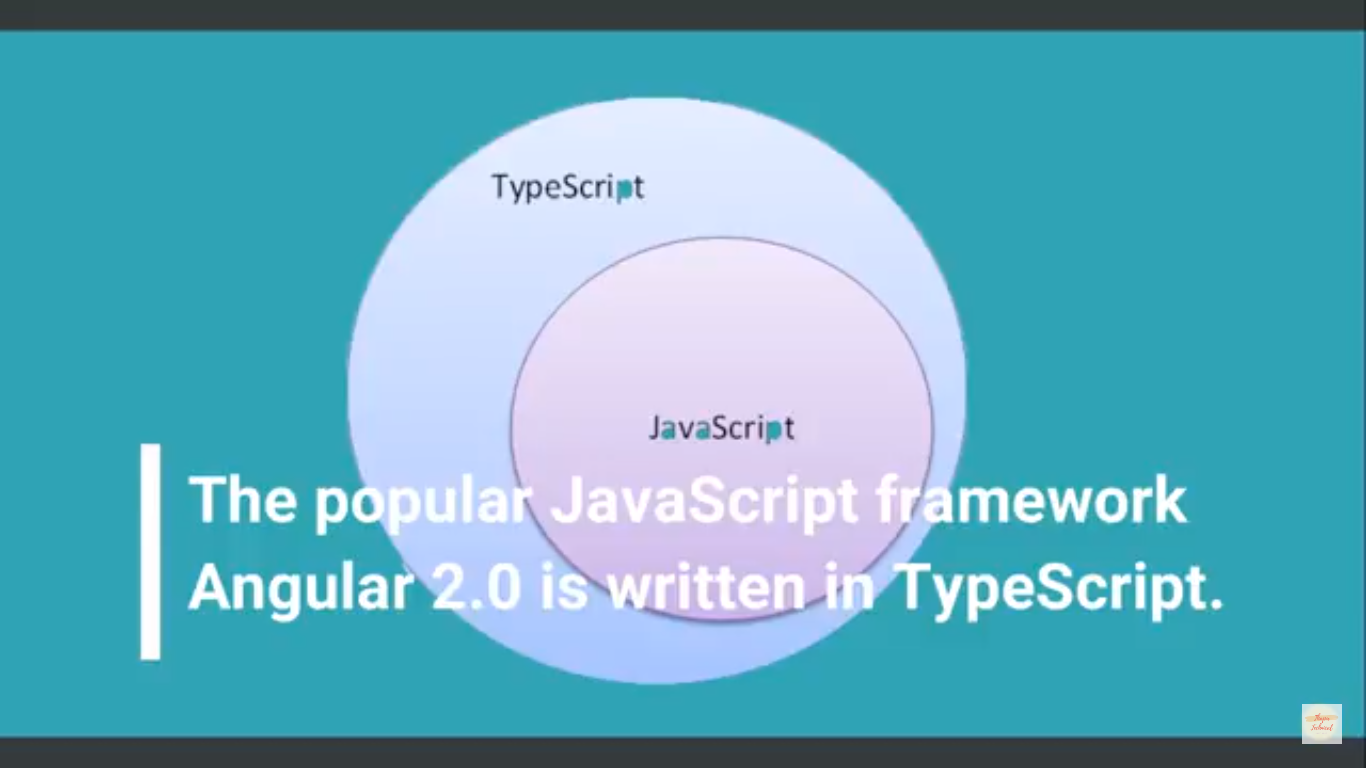 TypeScript
JavaScript
The popular JavaScript framework
Angular 2.0 is written in TypeScript.